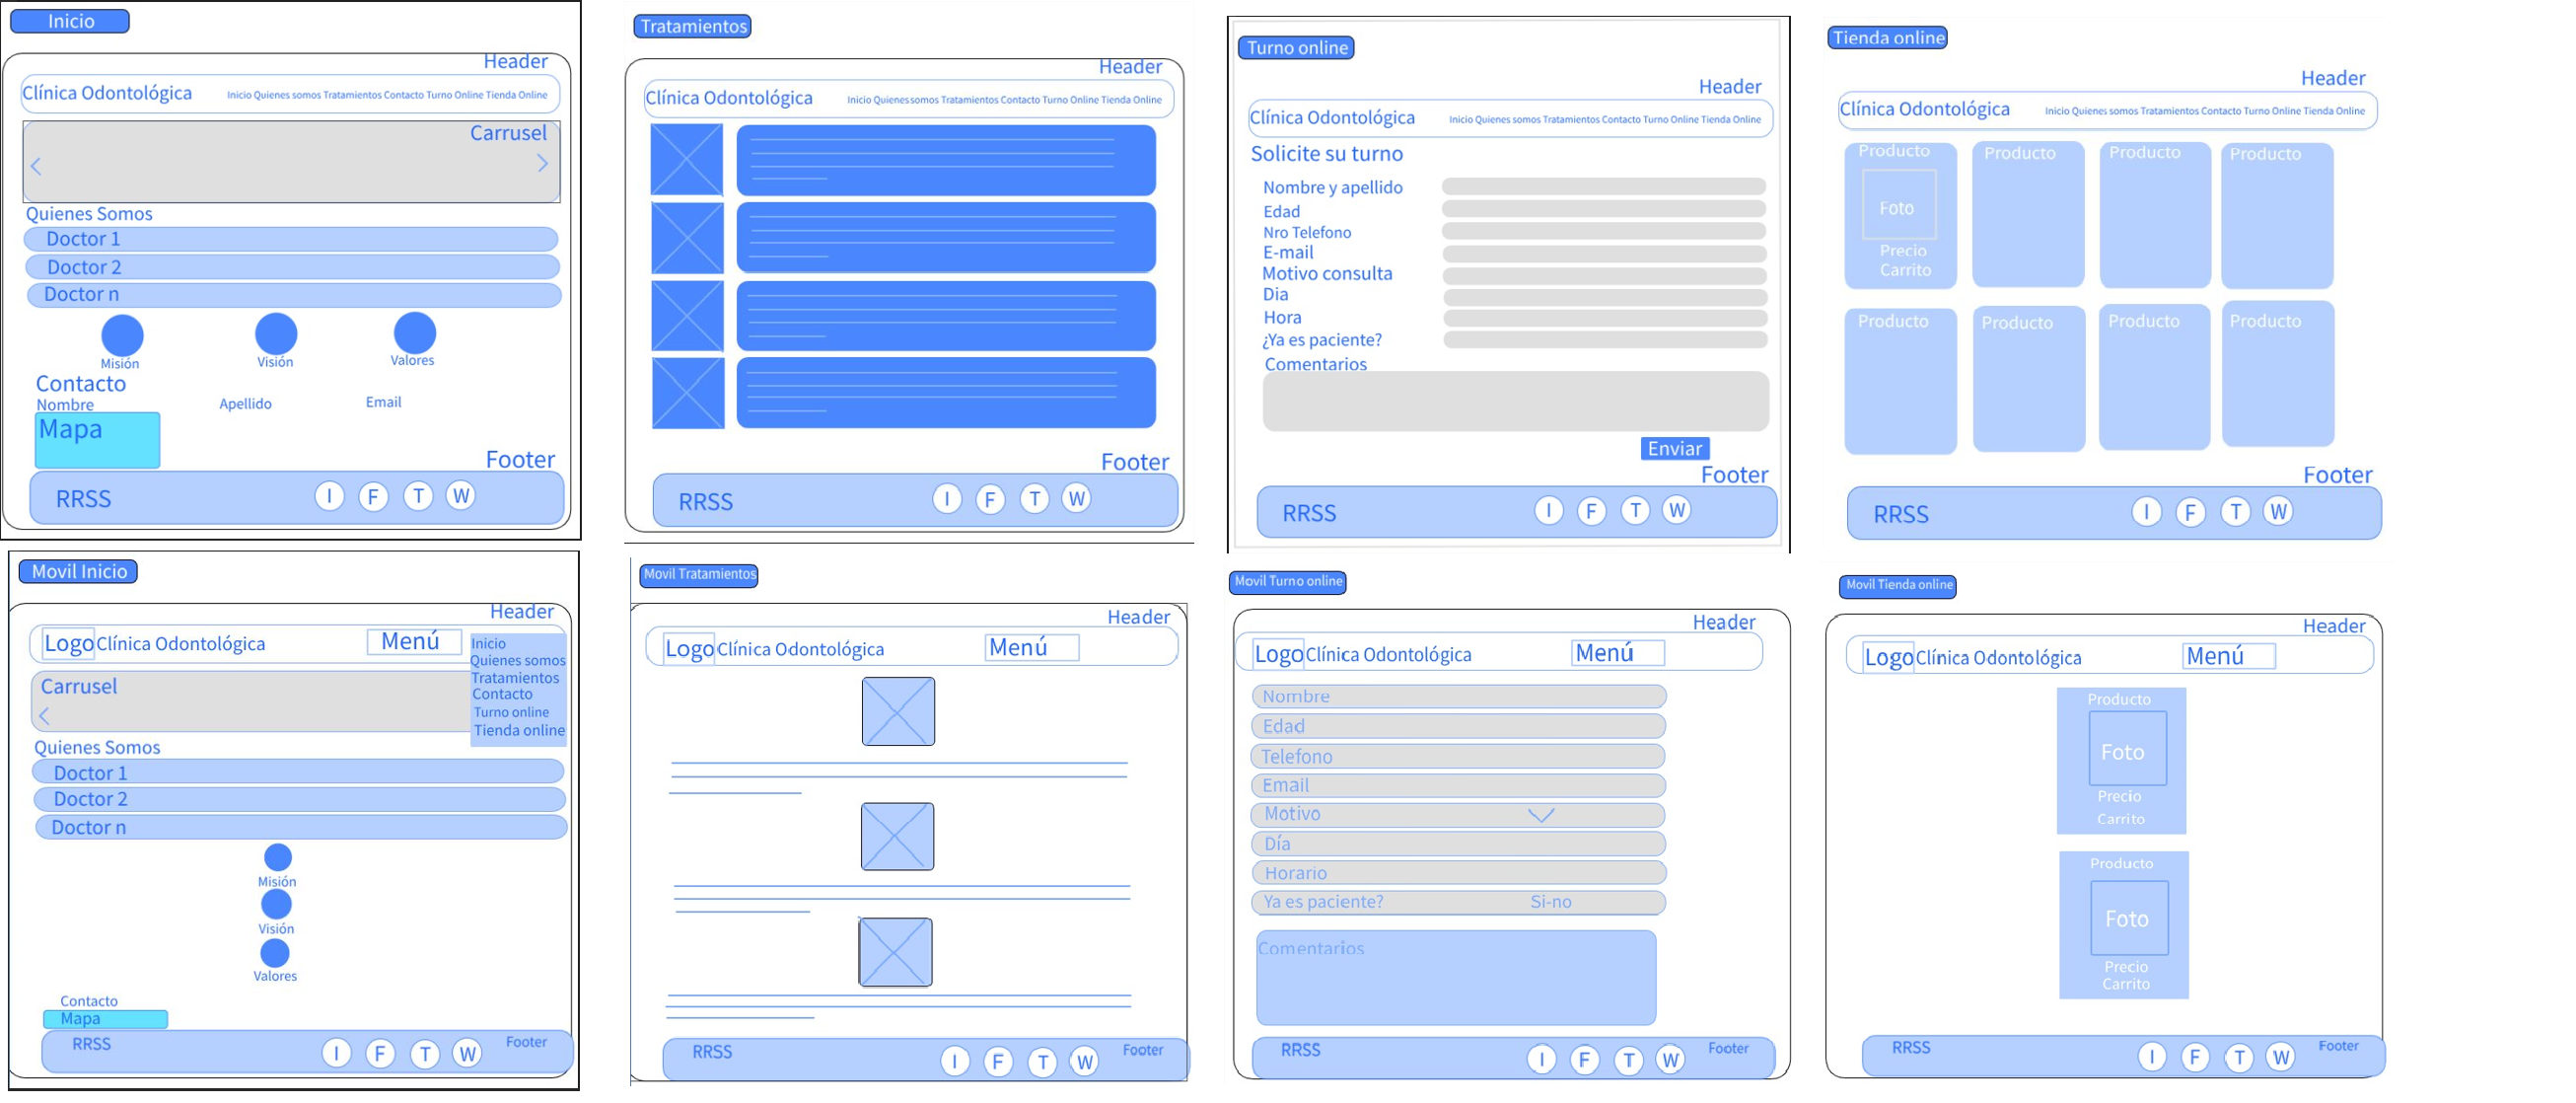 Inicio
Header
Clínica Odontológica
Inicio Quienes somos Tratamientos Contacto Turno Online Tienda Online
Carrusel
Quienes Somos
Doctor 1
Doctor 2
Doctor n
Misión
Visión
Valores
Contacto
Nombre
Apellido
Email
Mapa
Footer
RRSS
I F T W
Tratamientos
Header
Clínica Odontológica
Inicio Quienes somos Tratamientos Contacto Turno Online Tienda Online
Footer
RRSS
I F T W
Turno online
Header
Clínica Odontológica
Inicio Quienes somos Tratamientos Contacto Turno Online Tienda Online
Solicite su turno
Nombre y apellido
Edad
Nro Telefono
E-mail
Motivo consulta
Dia
Hora
¿Ya es paciente?
Comentarios
Enviar
Footer
RRSS
I F T W
Tienda online
Header
Clínica Odontológica
Inicio Quienes somos Tratamientos Contacto Turno Online Tienda Online
Producto
Foto
Precio
Carrito
Producto
Producto
Producto
Producto
Producto
Producto
Producto
Footer
RRSS
I F T W
Movil Inicio
Header
Logo Clínica Odontológica
Menú
Inicio
Quienes somos
Tratamientos
Contacto
Turno online
Tienda online
Carrusel
Quienes Somos
Doctor 1
Doctor 2
Doctor n
Misión
Visión
Valores
Contacto
Mapa
RRSS
I F T W
Footer
Movil Tratamientos
Header
Logo Clínica Odontológica
Menú
RRSS
I F T W
Footer
Movil Turno online
Header
Logo Clínica Odontológica
Menú
Nombre
Edad
Telefono
Email
Motivo
Día
Horario
Ya es paciente? Si-no
Comentarios
RRSS
I F T W
Footer
Movil Tienda online
Header
Logo Clínica Odontológica
Menú
Producto
Foto
Precio
Carrito
Producto
Foto
Precio
Carrito
RRSS
I F T W
Footer